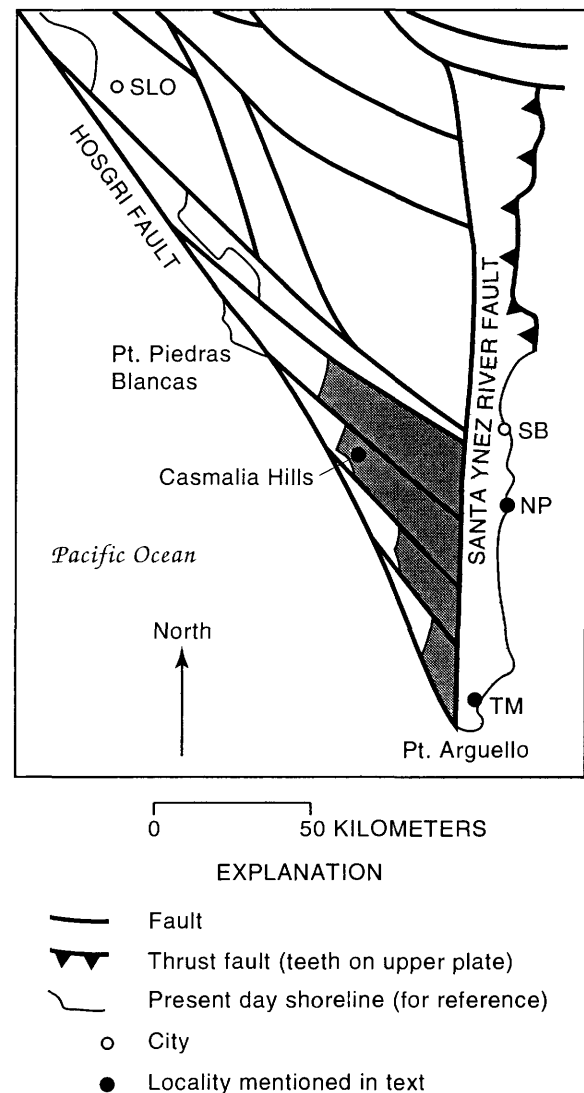 SLO
HOSGRI FAULT
Pt. Piedras
Blancas
SANTA YNEZ RIVER FAULT
SB
Casmalia Hills
NP
Pacific Ocean
North
TM
Pt. Arguello
0 50 KILOMETERS
EXPLANATION
Fault
Thrust fault (teeth on upper plate)
Present day shoreline (for reference)
City
Locality mentioned in text